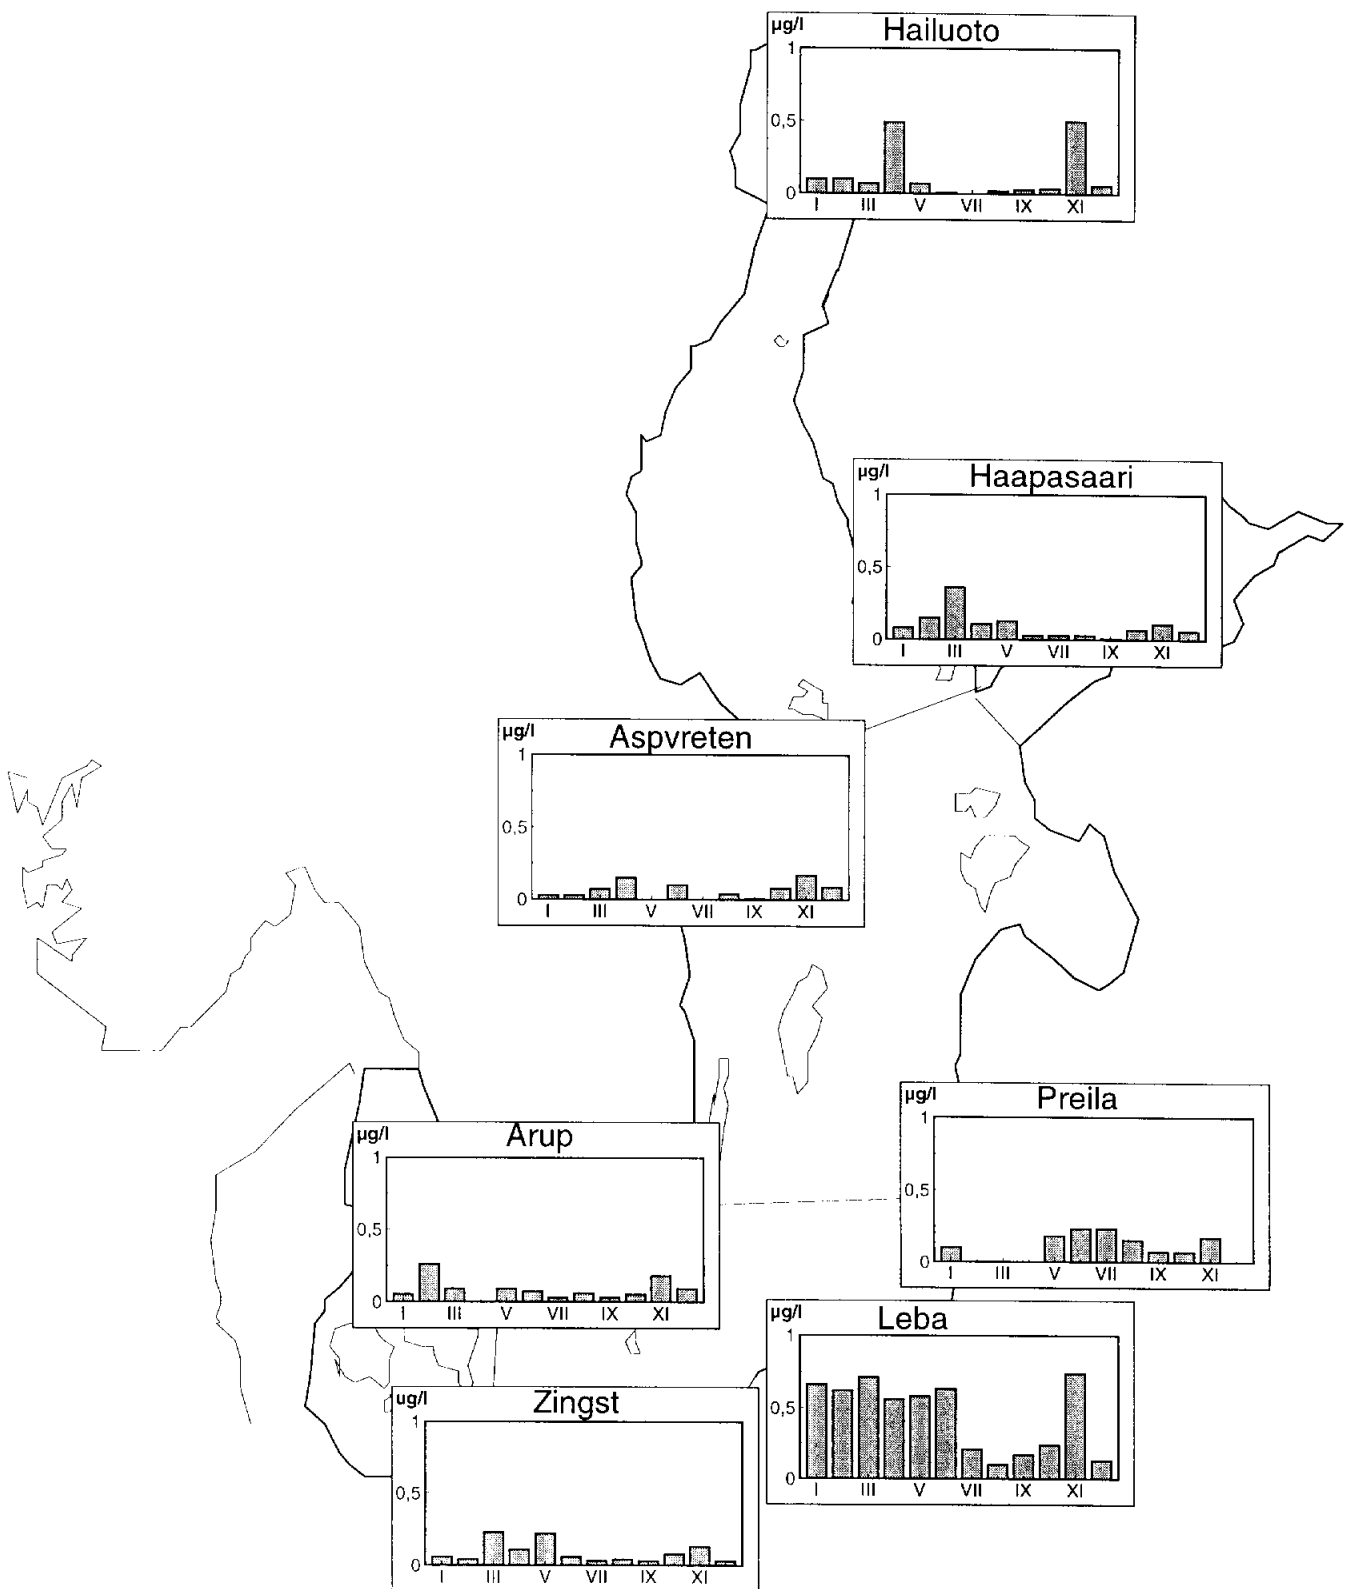 µg/l
Hailuoto
1
0,5
0
I III V VII IX XI
µg/l
Haapasaari
1
0,5
0
I III V VII IX XI
µg/l
Aspvreten
1
0,5
0
I III V VII IX XI
µg/l
Preila
1
0,5
0
I III V VII IX XI
µg/l
Arup
1
0,5
0
I III V VII IX XI
µg/l
Leba
1
0,5
0
I III V VII IX XI
ug/l
Zingst
1
0,5
0
I III V VII IX XI